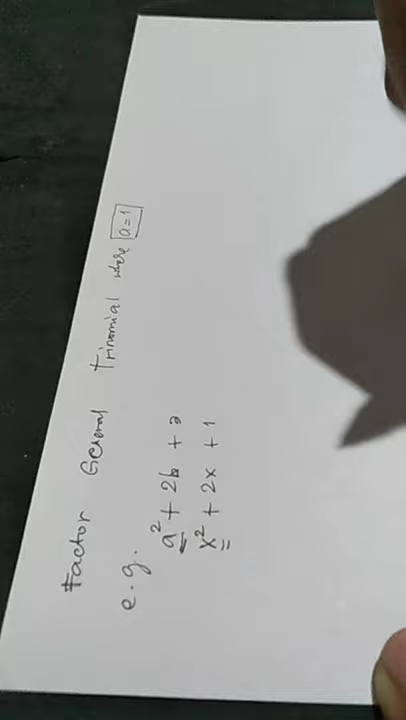 Factor General Trinomial where a=1
e.g.
a² + 2b + 3
x² + 2x + 1